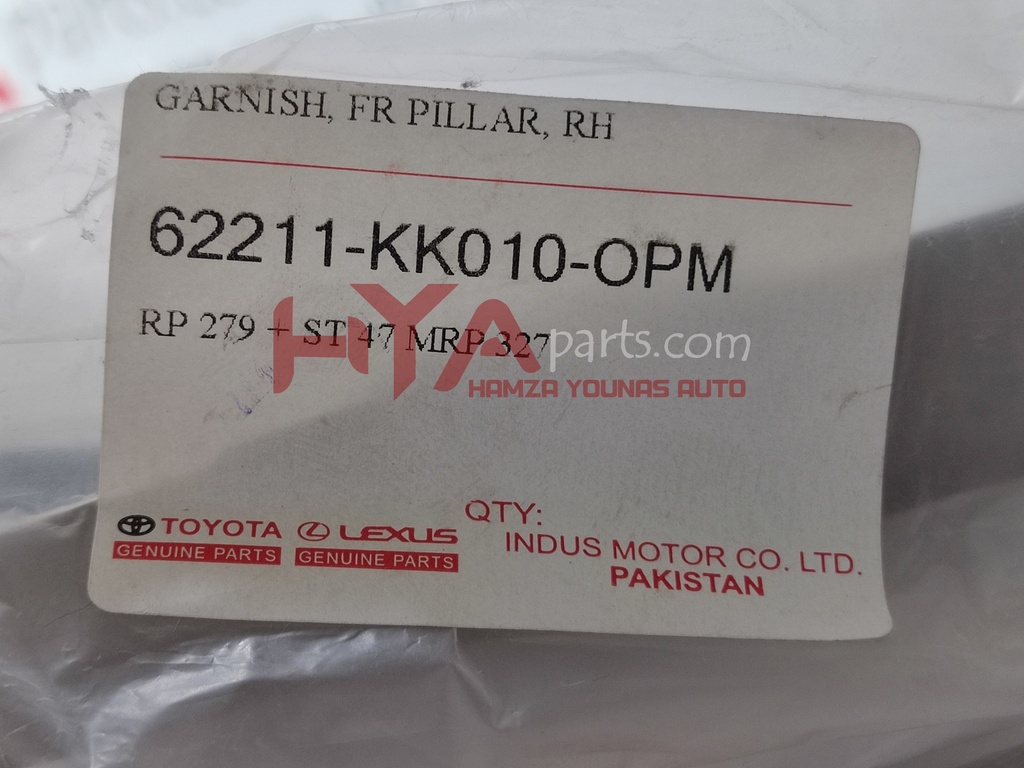 GARNISH, FR PILLAR, RH
62211-KK010-OPM
RP 279 + ST 47 MRP 327
HYAparts.com
HAMZA YOUNAS AUTO
TOYOTA
GENUINE PARTS
LEXUS
GENUINE PARTS
QTY:
INDUS MOTOR CO. LTD.
PAKISTAN